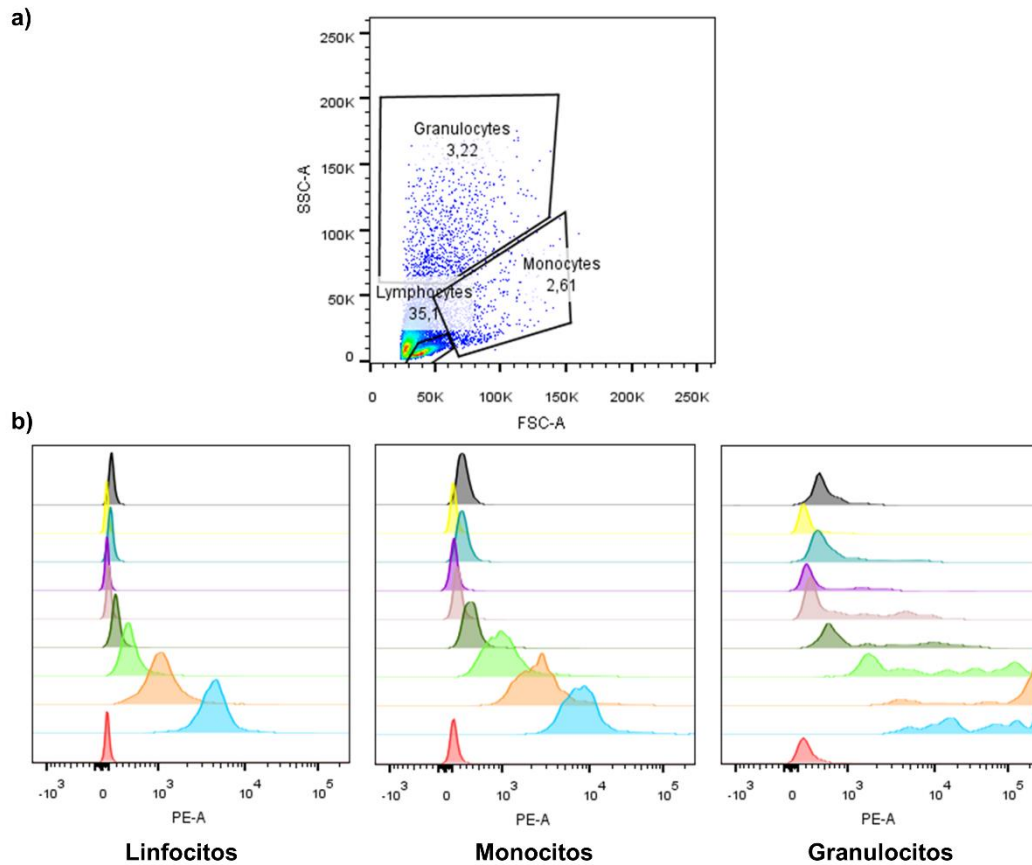 a)
250K
200K
150K
100K
50K
0
SSC-A
Granulocytes
3,22
Monocytes
2,61
Lymphocytes
35,1
0 50K 100K 150K 200K 250K
FSC-A
b)
-10³ 0 10³ 10⁴ 10⁵
PE-A
Linfocitos
-10³ 0 10³ 10⁴ 10⁵
PE-A
Monocitos
-10³ 0 10³ 10⁴ 10⁵
PE-A
Granulocitos